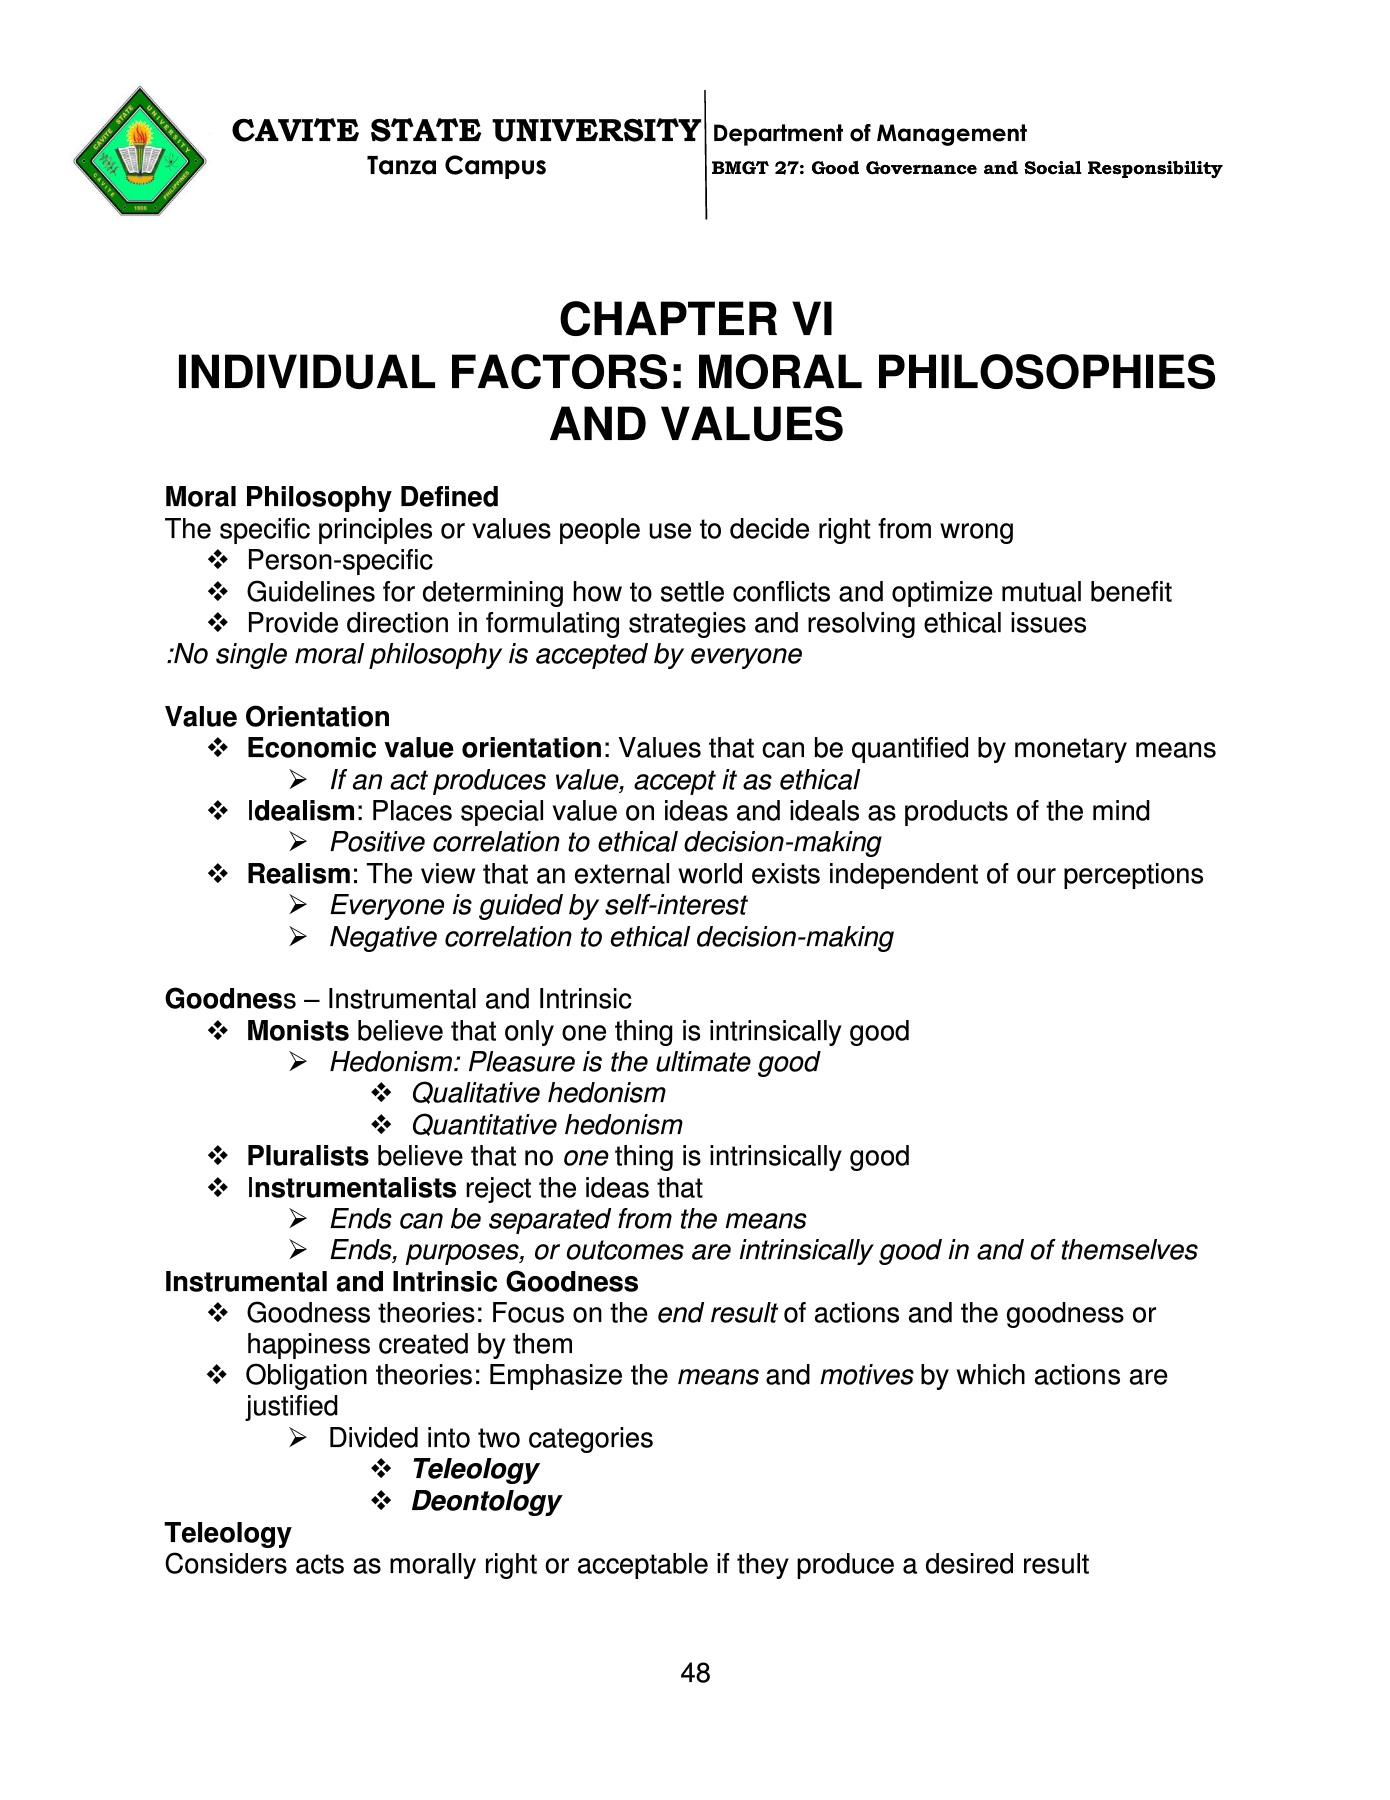 CAVITE STATE UNIVERSITY
Tanza Campus
Department of Management
BMGT 27: Good Governance and Social Responsibility
CAVITE STATE UNIVERSITY
CAVITE
PHILIPPINES
1906
CHAPTER VI
INDIVIDUAL FACTORS: MORAL PHILOSOPHIES
AND VALUES
Moral Philosophy Defined
The specific principles or values people use to decide right from wrong
❖ Person-specific
❖ Guidelines for determining how to settle conflicts and optimize mutual benefit
❖ Provide direction in formulating strategies and resolving ethical issues
:No single moral philosophy is accepted by everyone
Value Orientation
❖ Economic value orientation: Values that can be quantified by monetary means
➢ If an act produces value, accept it as ethical
❖ Idealism: Places special value on ideas and ideals as products of the mind
➢ Positive correlation to ethical decision-making
❖ Realism: The view that an external world exists independent of our perceptions
➢ Everyone is guided by self-interest
➢ Negative correlation to ethical decision-making
Goodness – Instrumental and Intrinsic
❖ Monists believe that only one thing is intrinsically good
➢ Hedonism: Pleasure is the ultimate good
❖ Qualitative hedonism
❖ Quantitative hedonism
❖ Pluralists believe that no one thing is intrinsically good
❖ Instrumentalists reject the ideas that
➢ Ends can be separated from the means
➢ Ends, purposes, or outcomes are intrinsically good in and of themselves
Instrumental and Intrinsic Goodness
❖ Goodness theories: Focus on the end result of actions and the goodness or
happiness created by them
❖ Obligation theories: Emphasize the means and motives by which actions are
justified
➢ Divided into two categories
❖ Teleology
❖ Deontology
Teleology
Considers acts as morally right or acceptable if they produce a desired result
48